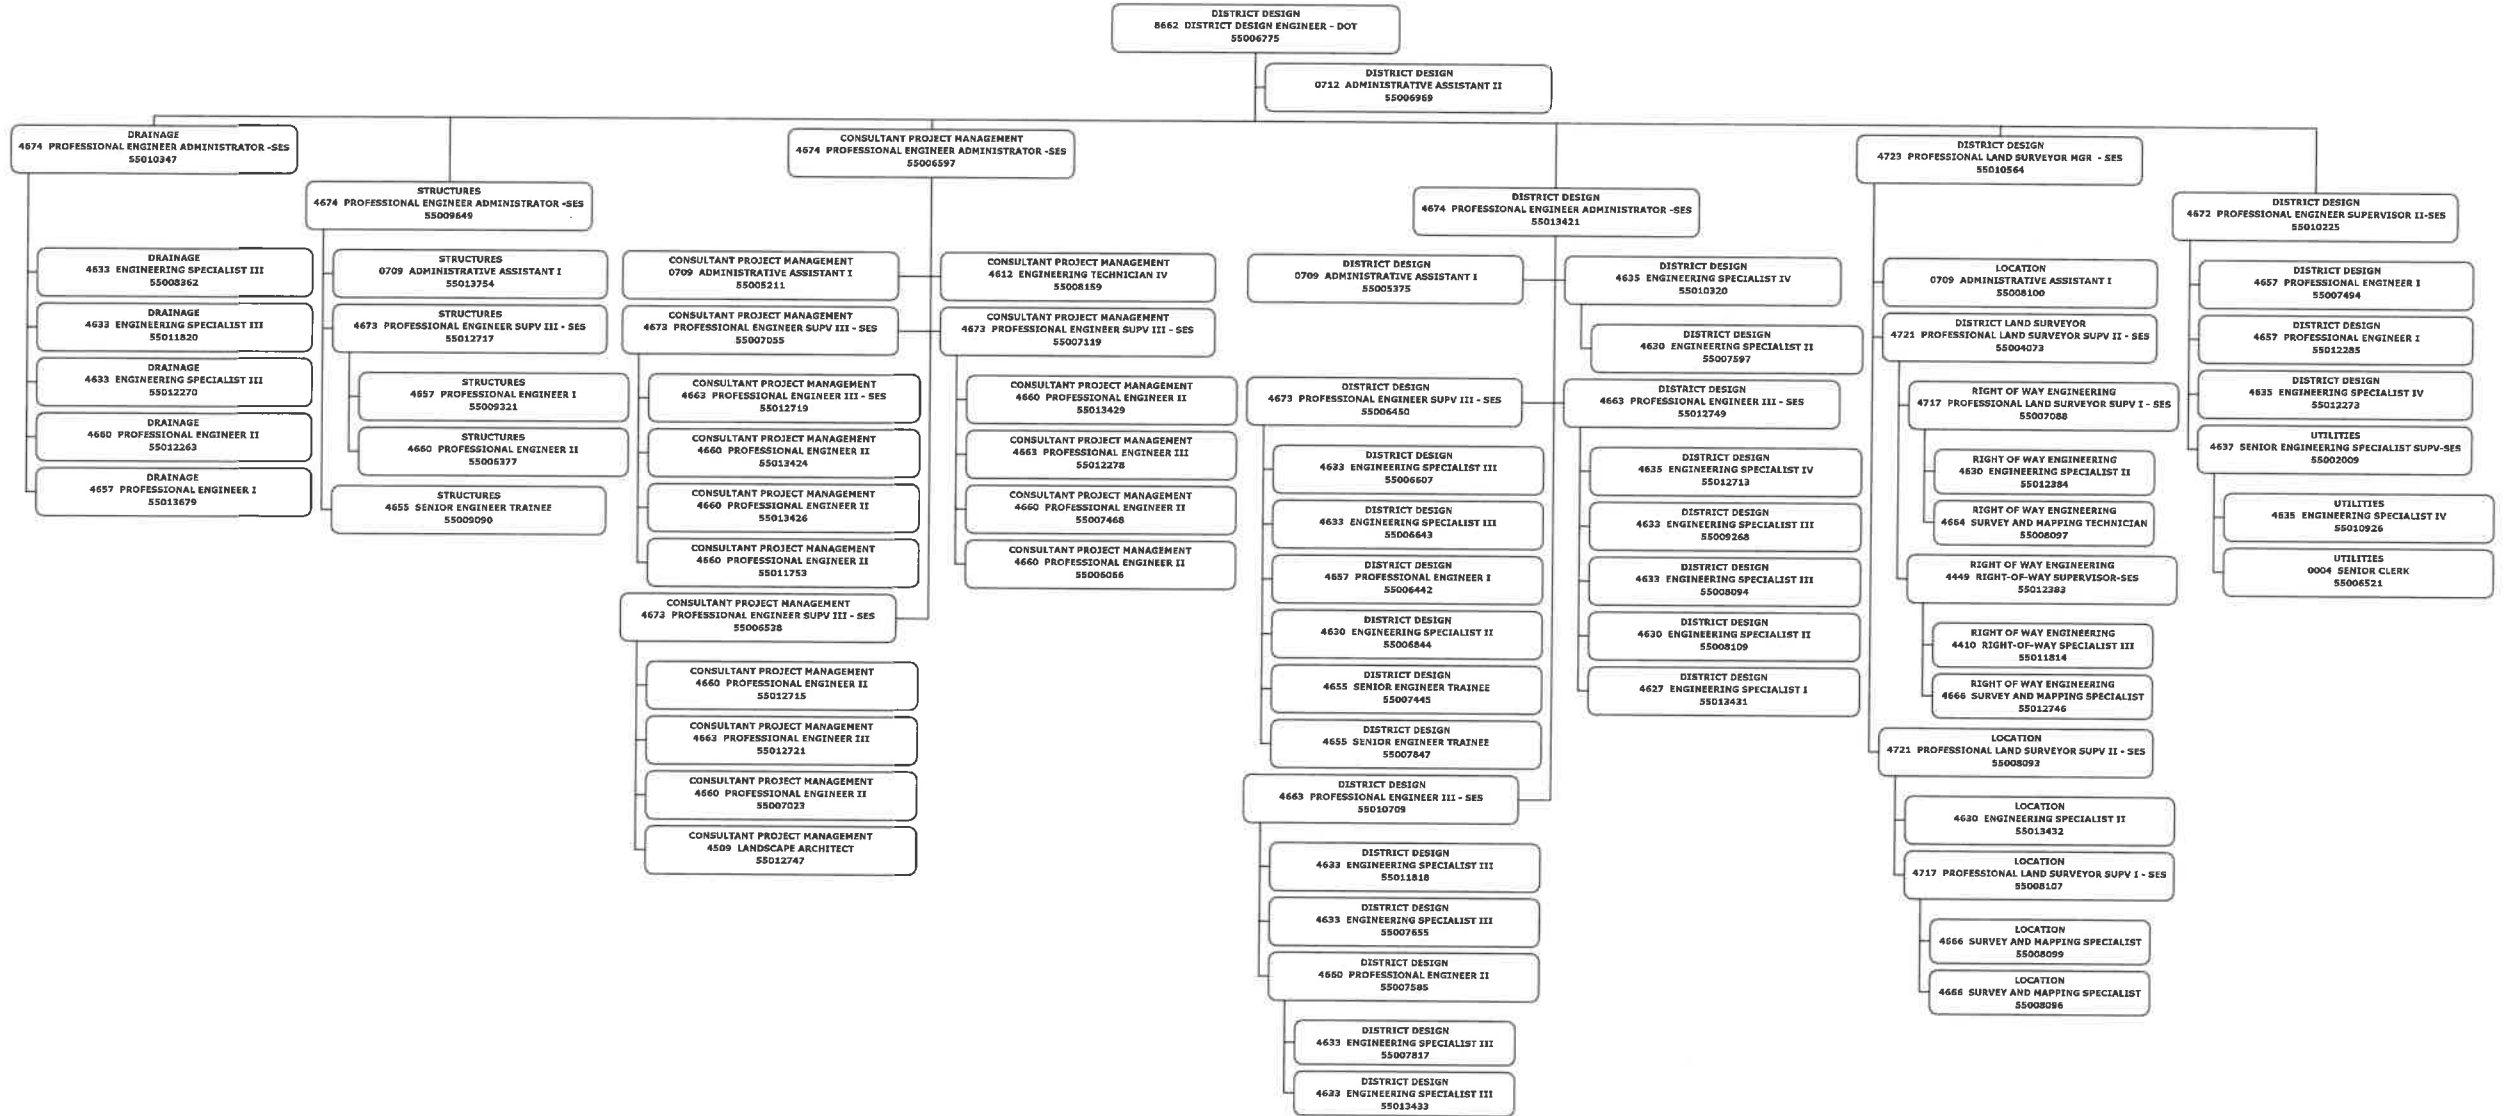 DISTRICT DESIGN
8662 DISTRICT DESIGN ENGINEER - DOT
55006775
DISTRICT DESIGN
0712 ADMINISTRATIVE ASSISTANT II
55006969
DRAINAGE
4674 PROFESSIONAL ENGINEER ADMINISTRATOR -SES
55010347
DRAINAGE
4633 ENGINEERING SPECIALIST III
55008362
DRAINAGE
4633 ENGINEERING SPECIALIST III
55011820
DRAINAGE
4633 ENGINEERING SPECIALIST III
55012270
DRAINAGE
4660 PROFESSIONAL ENGINEER II
55012263
DRAINAGE
4657 PROFESSIONAL ENGINEER I
55013679
STRUCTURES
4674 PROFESSIONAL ENGINEER ADMINISTRATOR -SES
55009649
STRUCTURES
0709 ADMINISTRATIVE ASSISTANT I
55013754
STRUCTURES
4673 PROFESSIONAL ENGINEER SUPV III - SES
55012717
STRUCTURES
4657 PROFESSIONAL ENGINEER I
55009321
STRUCTURES
4660 PROFESSIONAL ENGINEER II
55006377
STRUCTURES
4655 SENIOR ENGINEER TRAINEE
55009090
CONSULTANT PROJECT MANAGEMENT
4674 PROFESSIONAL ENGINEER ADMINISTRATOR -SES
55006597
CONSULTANT PROJECT MANAGEMENT
0709 ADMINISTRATIVE ASSISTANT I
55005211
CONSULTANT PROJECT MANAGEMENT
4612 ENGINEERING TECHNICIAN IV
55008159
CONSULTANT PROJECT MANAGEMENT
4673 PROFESSIONAL ENGINEER SUPV III - SES
55007055
CONSULTANT PROJECT MANAGEMENT
4663 PROFESSIONAL ENGINEER III - SES
55012719
CONSULTANT PROJECT MANAGEMENT
4660 PROFESSIONAL ENGINEER II
55013424
CONSULTANT PROJECT MANAGEMENT
4660 PROFESSIONAL ENGINEER II
55013426
CONSULTANT PROJECT MANAGEMENT
4660 PROFESSIONAL ENGINEER II
55011753
CONSULTANT PROJECT MANAGEMENT
4673 PROFESSIONAL ENGINEER SUPV III - SES
55007119
CONSULTANT PROJECT MANAGEMENT
4660 PROFESSIONAL ENGINEER II
55013429
CONSULTANT PROJECT MANAGEMENT
4663 PROFESSIONAL ENGINEER III
55012278
CONSULTANT PROJECT MANAGEMENT
4660 PROFESSIONAL ENGINEER II
55007468
CONSULTANT PROJECT MANAGEMENT
4660 PROFESSIONAL ENGINEER II
55006066
CONSULTANT PROJECT MANAGEMENT
4673 PROFESSIONAL ENGINEER SUPV III - SES
55006538
CONSULTANT PROJECT MANAGEMENT
4660 PROFESSIONAL ENGINEER II
55012715
CONSULTANT PROJECT MANAGEMENT
4663 PROFESSIONAL ENGINEER III
55012721
CONSULTANT PROJECT MANAGEMENT
4660 PROFESSIONAL ENGINEER II
55007023
CONSULTANT PROJECT MANAGEMENT
4509 LANDSCAPE ARCHITECT
55012747
DISTRICT DESIGN
4674 PROFESSIONAL ENGINEER ADMINISTRATOR -SES
55013421
DISTRICT DESIGN
0709 ADMINISTRATIVE ASSISTANT I
55005375
DISTRICT DESIGN
4635 ENGINEERING SPECIALIST IV
55010320
DISTRICT DESIGN
4630 ENGINEERING SPECIALIST II
55007597
DISTRICT DESIGN
4673 PROFESSIONAL ENGINEER SUPV III - SES
55006450
DISTRICT DESIGN
4633 ENGINEERING SPECIALIST III
55006607
DISTRICT DESIGN
4633 ENGINEERING SPECIALIST III
55006643
DISTRICT DESIGN
4657 PROFESSIONAL ENGINEER I
55006442
DISTRICT DESIGN
4630 ENGINEERING SPECIALIST II
55006844
DISTRICT DESIGN
4655 SENIOR ENGINEER TRAINEE
55007445
DISTRICT DESIGN
4655 SENIOR ENGINEER TRAINEE
55007847
DISTRICT DESIGN
4663 PROFESSIONAL ENGINEER III - SES
55012749
DISTRICT DESIGN
4635 ENGINEERING SPECIALIST IV
55012713
DISTRICT DESIGN
4633 ENGINEERING SPECIALIST III
55009268
DISTRICT DESIGN
4633 ENGINEERING SPECIALIST III
55008094
DISTRICT DESIGN
4630 ENGINEERING SPECIALIST II
55008109
DISTRICT DESIGN
4627 ENGINEERING SPECIALIST I
55013431
DISTRICT DESIGN
4663 PROFESSIONAL ENGINEER III - SES
55010709
DISTRICT DESIGN
4633 ENGINEERING SPECIALIST III
55011818
DISTRICT DESIGN
4633 ENGINEERING SPECIALIST III
55007655
DISTRICT DESIGN
4660 PROFESSIONAL ENGINEER II
55007585
DISTRICT DESIGN
4633 ENGINEERING SPECIALIST III
55007817
DISTRICT DESIGN
4633 ENGINEERING SPECIALIST III
55013433
DISTRICT DESIGN
4723 PROFESSIONAL LAND SURVEYOR MGR - SES
55010564
LOCATION
0709 ADMINISTRATIVE ASSISTANT I
55008100
DISTRICT LAND SURVEYOR
4721 PROFESSIONAL LAND SURVEYOR SUPV II - SES
55004073
RIGHT OF WAY ENGINEERING
4717 PROFESSIONAL LAND SURVEYOR SUPV I - SES
55007088
RIGHT OF WAY ENGINEERING
4630 ENGINEERING SPECIALIST II
55012384
RIGHT OF WAY ENGINEERING
4664 SURVEY AND MAPPING TECHNICIAN
55008097
RIGHT OF WAY ENGINEERING
4449 RIGHT-OF-WAY SUPERVISOR-SES
55012383
RIGHT OF WAY ENGINEERING
4410 RIGHT-OF-WAY SPECIALIST III
55011814
RIGHT OF WAY ENGINEERING
4666 SURVEY AND MAPPING SPECIALIST
55012746
LOCATION
4721 PROFESSIONAL LAND SURVEYOR SUPV II - SES
55008093
LOCATION
4630 ENGINEERING SPECIALIST II
55013432
LOCATION
4717 PROFESSIONAL LAND SURVEYOR SUPV I - SES
55008107
LOCATION
4666 SURVEY AND MAPPING SPECIALIST
55008099
LOCATION
4666 SURVEY AND MAPPING SPECIALIST
55008096
DISTRICT DESIGN
4672 PROFESSIONAL ENGINEER SUPERVISOR II-SES
55010225
DISTRICT DESIGN
4657 PROFESSIONAL ENGINEER I
55007494
DISTRICT DESIGN
4657 PROFESSIONAL ENGINEER I
55012285
DISTRICT DESIGN
4635 ENGINEERING SPECIALIST IV
55012273
UTILITIES
4637 SENIOR ENGINEERING SPECIALIST SUPV-SES
55002009
UTILITIES
4635 ENGINEERING SPECIALIST IV
55010926
UTILITIES
0004 SENIOR CLERK
55006521